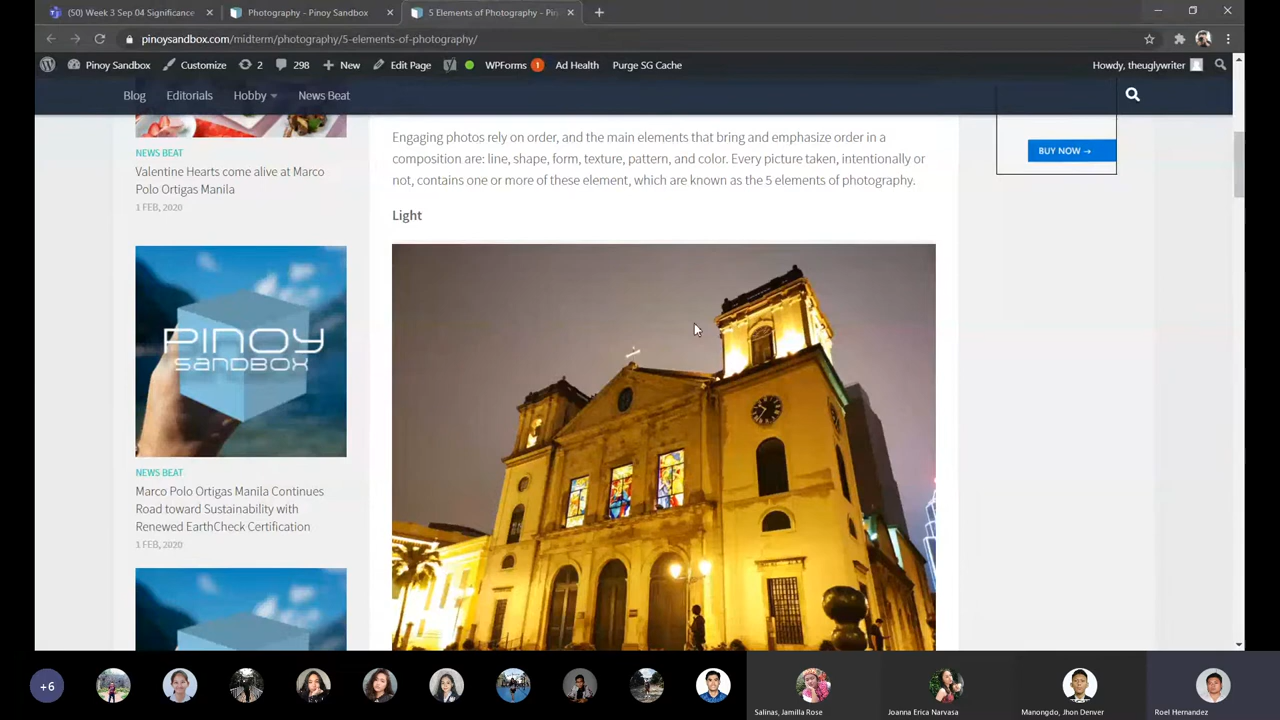 (50) Week 3 Sep 04 Significance
Photography - Pinoy Sandbox
5 Elements of Photography - Pin
pinoysandbox.com/midterm/photography/5-elements-of-photography/
Pinoy Sandbox
Customize
2
298
New
Edit Page
WPForms
1
Ad Health
Purge SG Cache
Howdy, theuglywriter
Blog
Editorials
Hobby
News Beat
NEWS BEAT
Valentine Hearts come alive at Marco
Polo Ortigas Manila
1 FEB, 2020
PINOY
SANDBOX
NEWS BEAT
Marco Polo Ortigas Manila Continues
Road toward Sustainability with
Renewed EarthCheck Certification
1 FEB, 2020
Engaging photos rely on order, and the main elements that bring and emphasize order in a
composition are: line, shape, form, texture, pattern, and color. Every picture taken, intentionally or
not, contains one or more of these element, which are known as the 5 elements of photography.
Light
BUY NOW →
+6
Salinas, Jamilla Rose
Joanna Erica Narvasa
Manongdo, Jhon Denver
Roel Hernandez